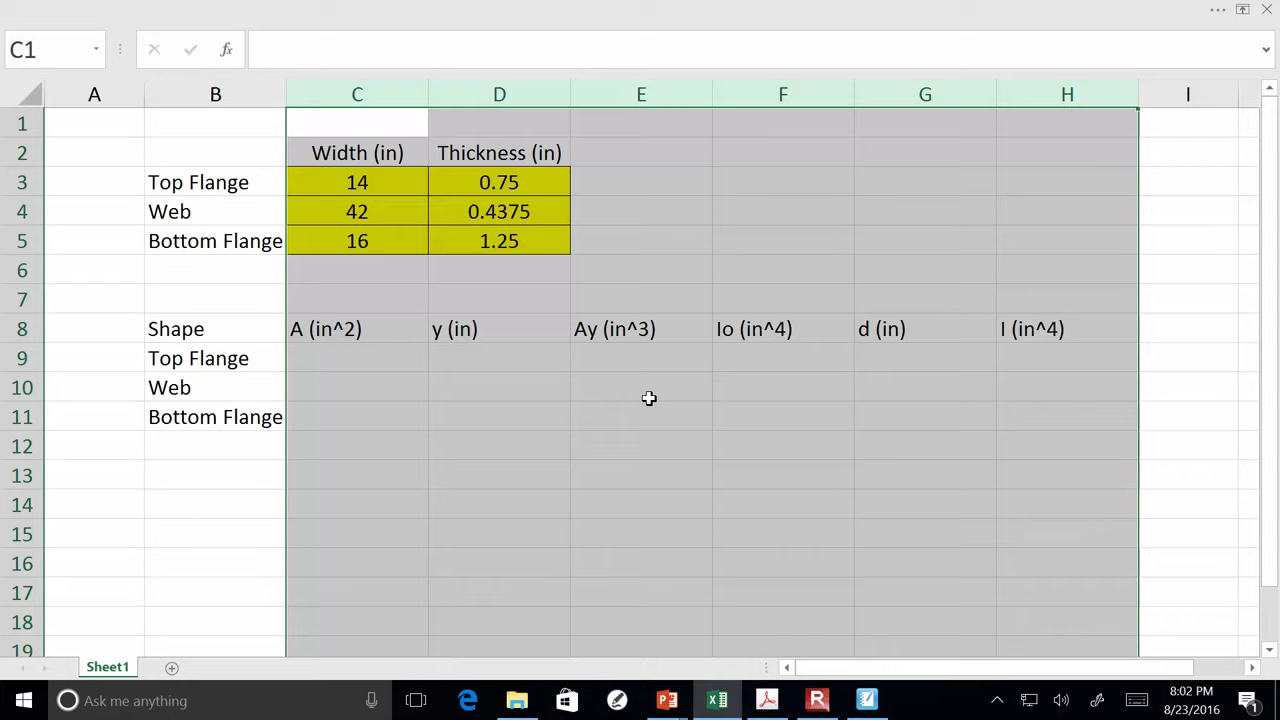 C1
fx
A B C D E F G H I
1
2 Width (in) Thickness (in)
3 Top Flange 14 0.75
4 Web 42 0.4375
5 Bottom Flange 16 1.25
6
7
8 Shape A (in^2) y (in) Ay (in^3) Io (in^4) d (in) I (in^4)
9 Top Flange
10 Web
11 Bottom Flange
12
13
14
15
16
17
18
19
Sheet1
Ask me anything
8:02 PM
8/23/2016
1